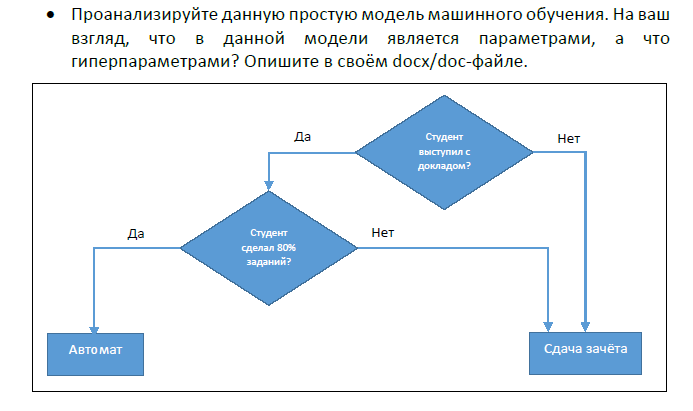 • Проанализируйте данную простую модель машинного обучения. На ваш
взгляд, что в данной модели является параметрами, а что
гиперпараметрами? Опишите в своём docx/doc-файле.
Да
Студент
выступил с
докладом?
Нет
Да
Студент
сделал 80%
заданий?
Нет
Автомат
Сдача зачёта